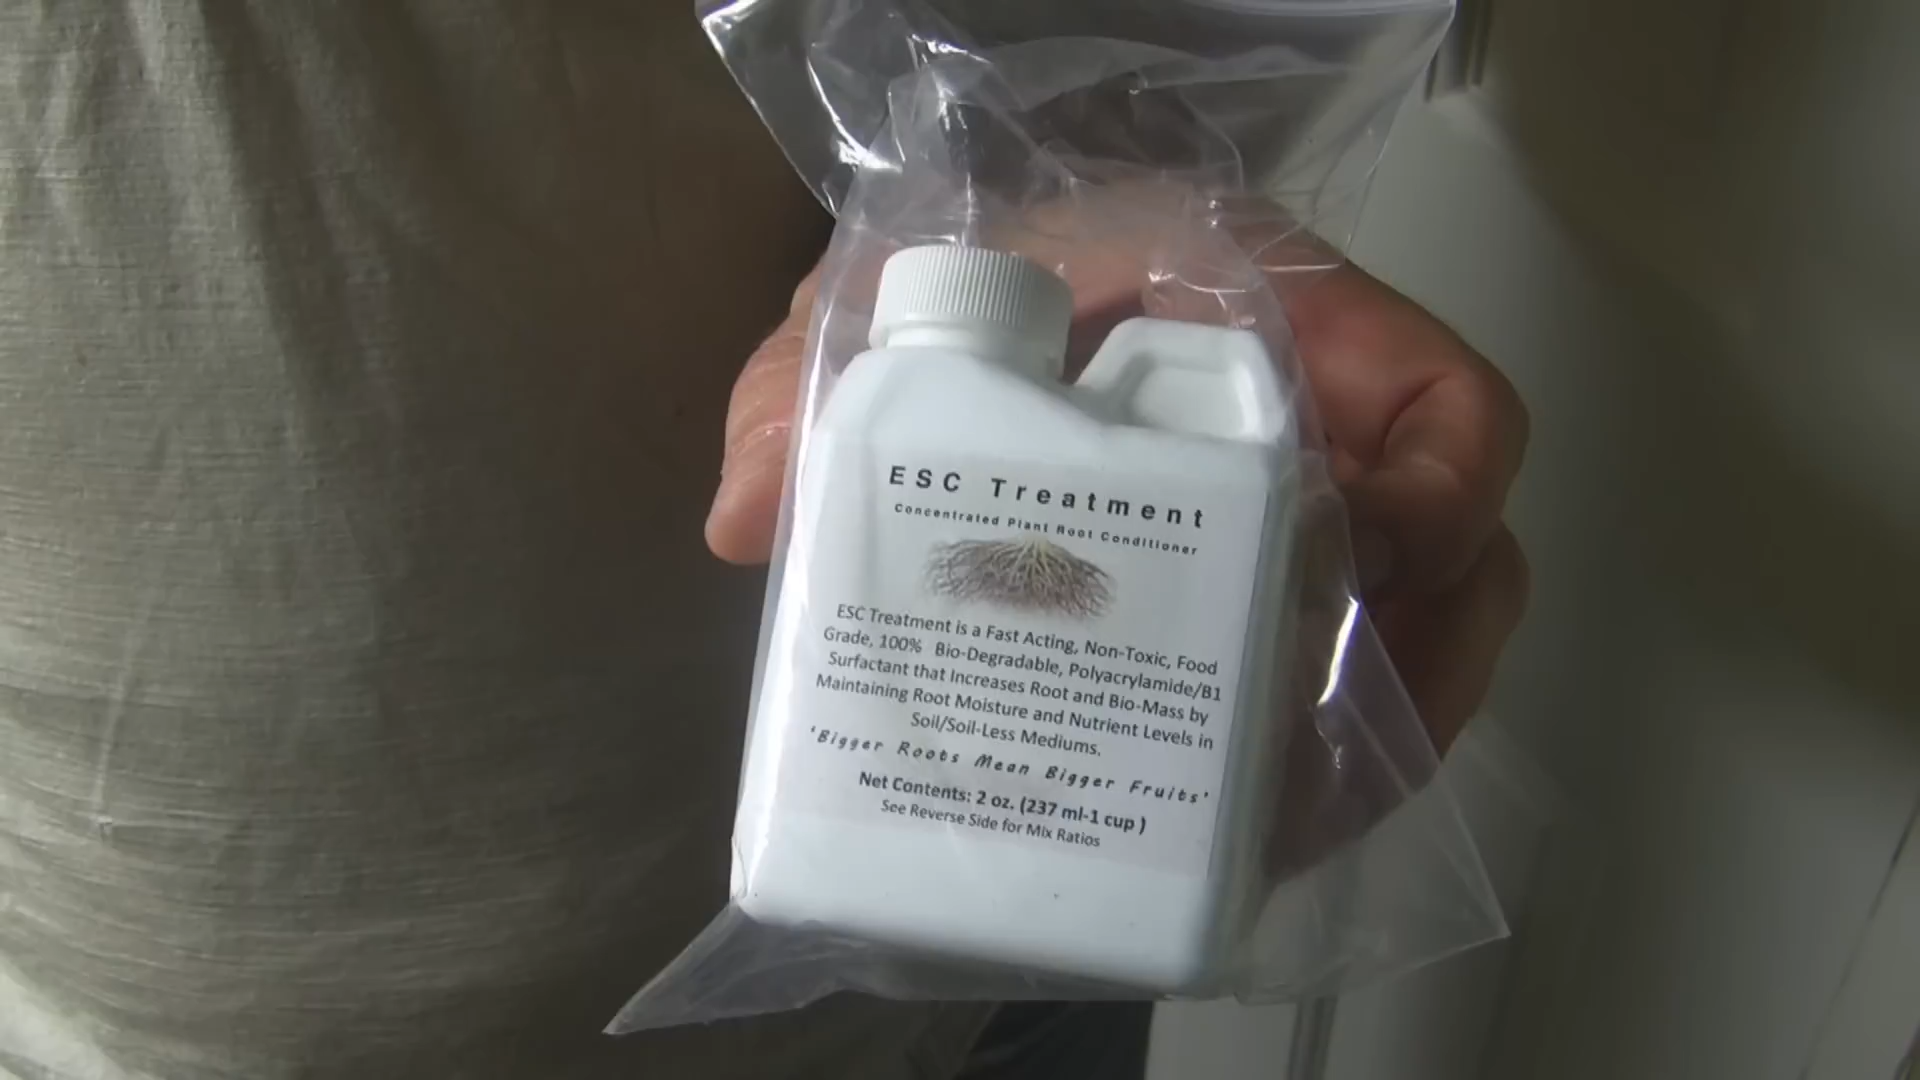 ESC Treatment
Concentrated Plant Root Conditioner
ESC Treatment is a Fast Acting, Non-Toxic, Food
Grade, 100% Bio-Degradable, Polyacrylamide/B1
Surfactant that Increases Root and Bio-Mass by
Maintaining Root Moisture and Nutrient Levels in
Soil/Soil-Less Mediums.
'Bigger Roots Mean Bigger Fruits'
Net Contents: 2 oz. (237 ml-1 cup )
See Reverse Side for Mix Ratios